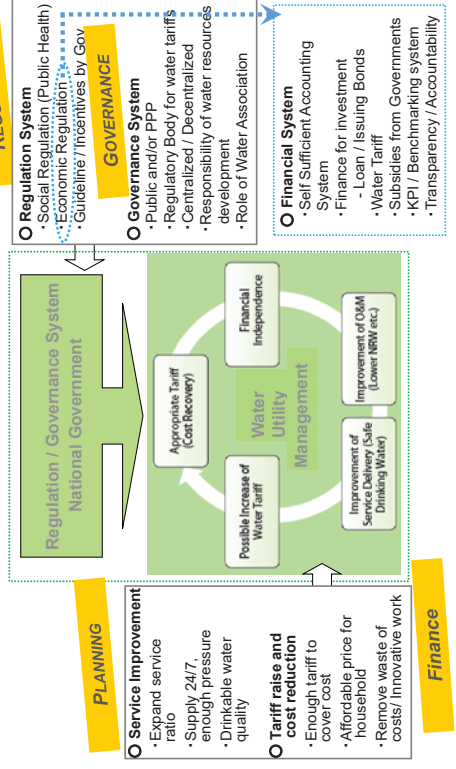 PLANNING
O Service Improvement
・Expand service
ratio
・Supply 24/7,
enough pressure
・Drinkable water
quality
O Tariff raise and
cost reduction
・Enough tariff to
cover cost
・Affordable price for
household
・Remove waste of
costs/ Innovative work
Finance
Regulation / Governance System
National Government
Appropriate Tariff
(Cost Recovery)
Financial
Independence
Improvement of O&M
(Lower NRW etc.)
Improvement of
Service Delivery (Safe
Drinking Water)
Possible Increase of
Water Tariff
Water
Utility
Management
O Regulation System
・Social Regulation (Public Health)
・Economic Regulation
・Guideline / Incentives by Gov.
GOVERNANCE
O Governance System
・Public and/or PPP
・Regulatory Body for water tariffs
・Centralized / Decentralized
・Responsibility of water resources
development
・Role of Water Association
O Financial System
・Self Sufficient Accounting
System
・Finance for investment
- Loan / Issuing Bonds
・Water Tariff
・Subsidies from Governments
・KPI / Benchmarking system
・Transparency / Accountability